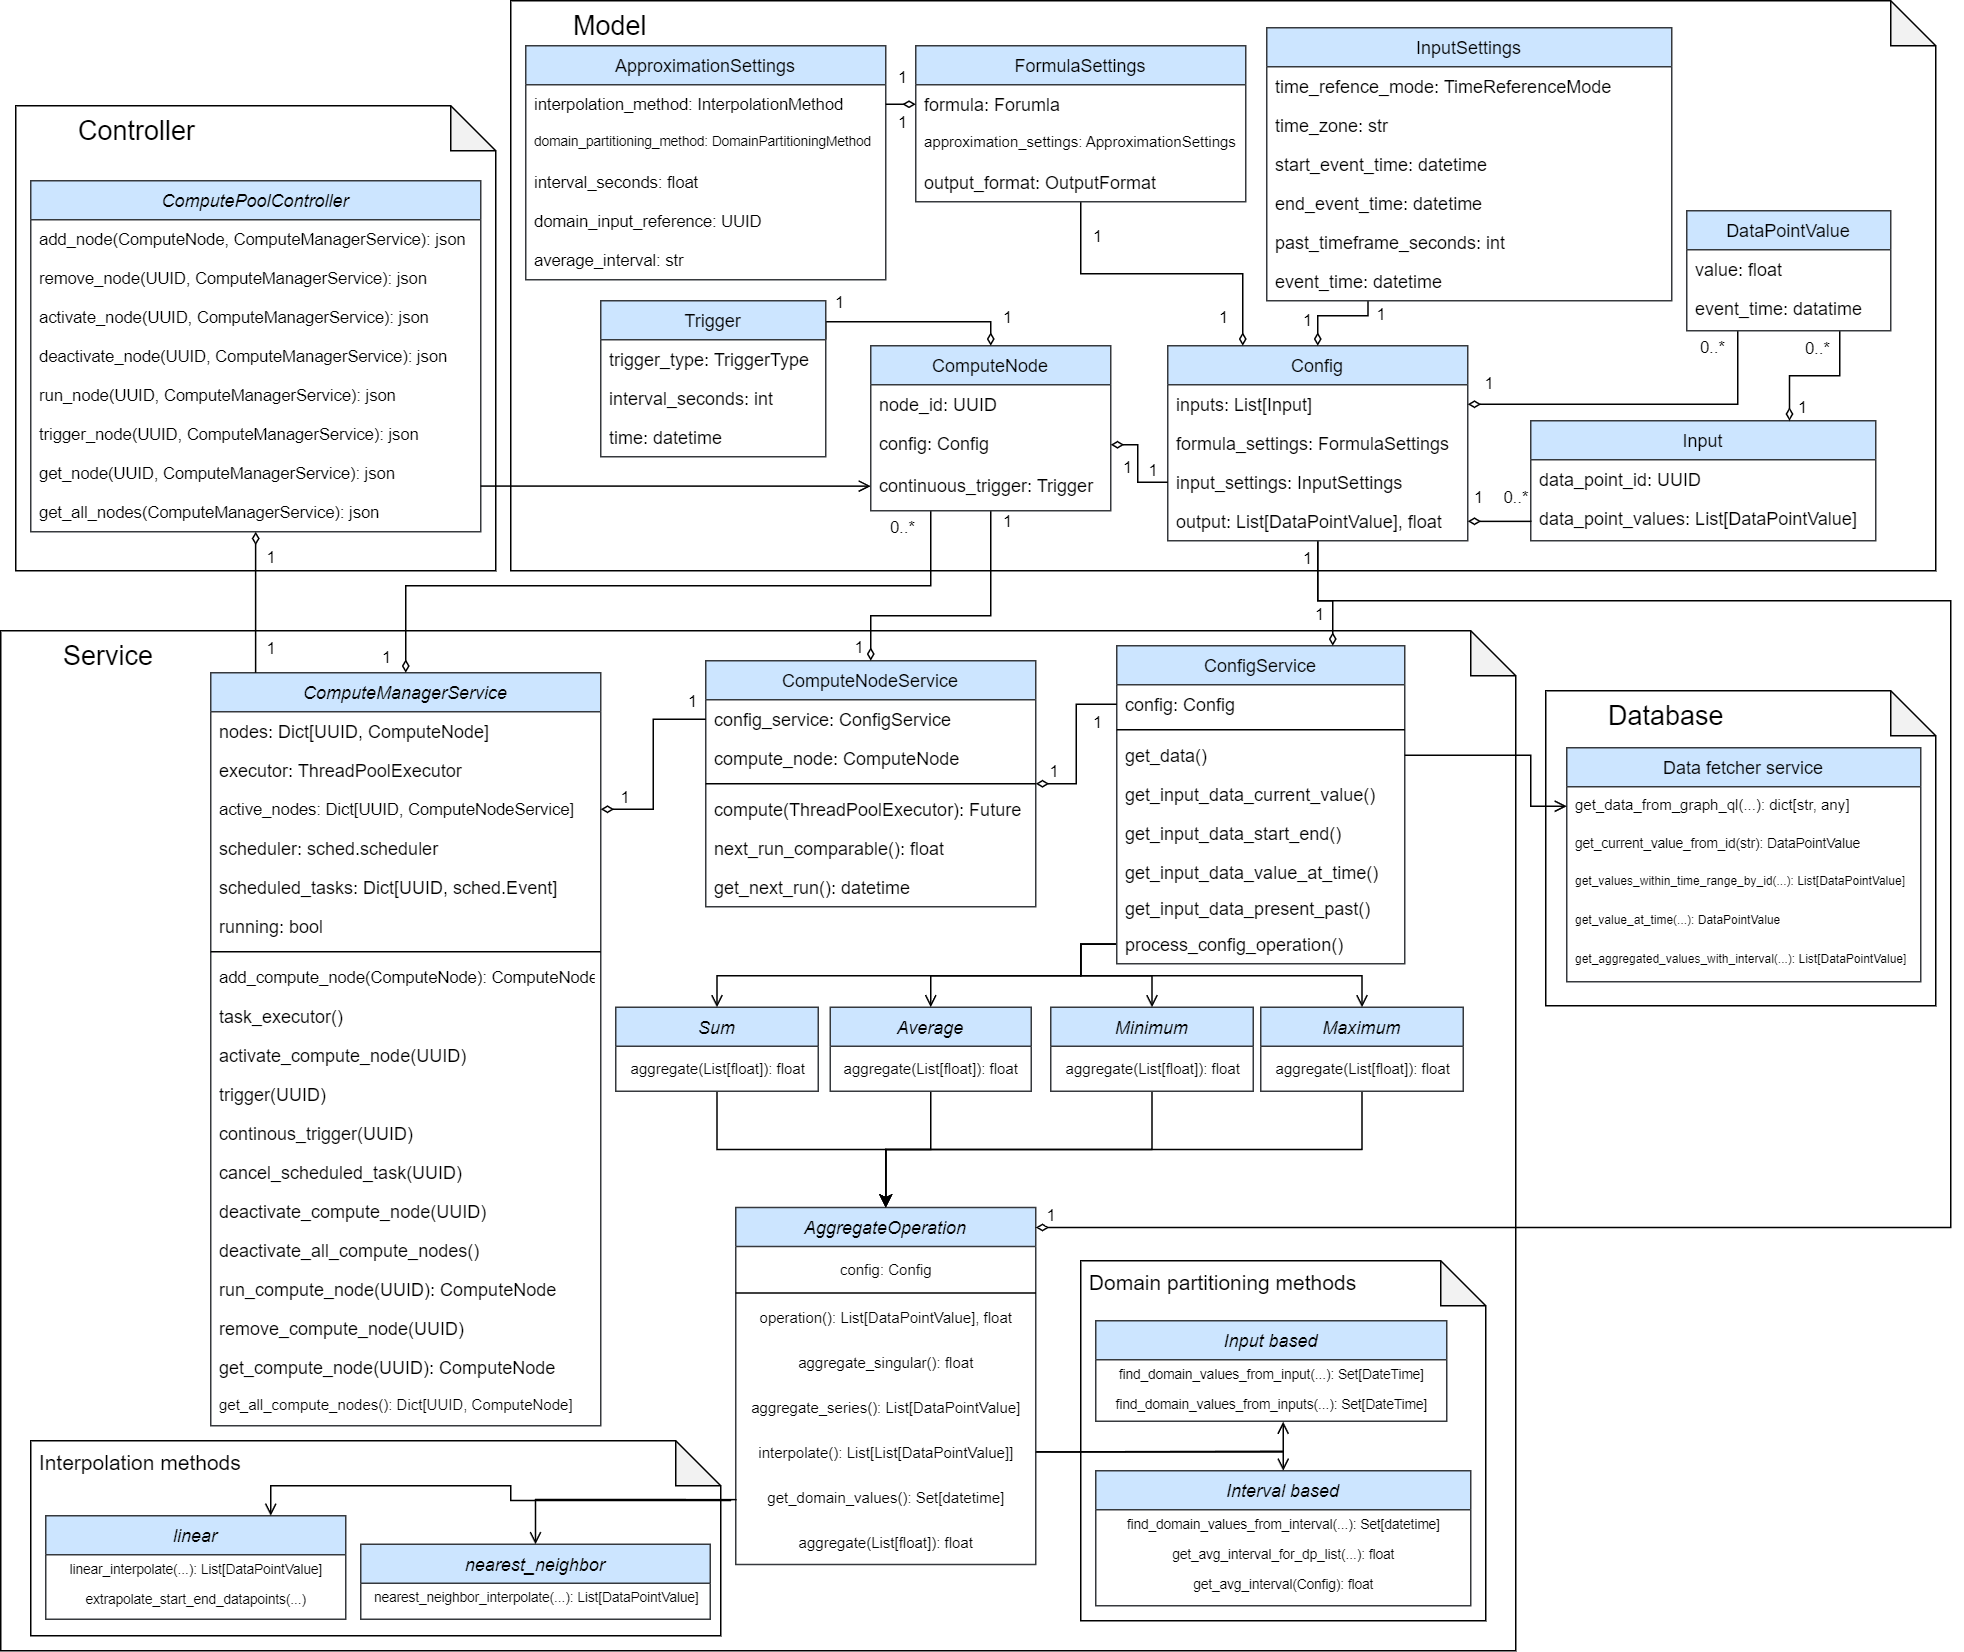 Model
ApproximationSettings
interpolation_method: InterpolationMethod
domain_partitioning_method: DomainPartitioningMethod
interval_seconds: float
domain_input_reference: UUID
average_interval: str
1
1
FormulaSettings
formula: Forumla
approximation_settings: ApproximationSettings
output_format: OutputFormat
1
1
InputSettings
time_refence_mode: TimeReferenceMode
time_zone: str
start_event_time: datetime
end_event_time: datetime
past_timeframe_seconds: int
event_time: datetime
1
1
DataPointValue
value: float
event_time: datatime
0..*
0..*
1
1
Controller
ComputePoolController
add_node(ComputeNode, ComputeManagerService): json
remove_node(UUID, ComputeManagerService): json
activate_node(UUID, ComputeManagerService): json
deactivate_node(UUID, ComputeManagerService): json
run_node(UUID, ComputeManagerService): json
trigger_node(UUID, ComputeManagerService): json
get_node(UUID, ComputeManagerService): json
get_all_nodes(ComputeManagerService): json
1
1
Trigger
trigger_type: TriggerType
interval_seconds: int
time: datetime
1
1
ComputeNode
node_id: UUID
config: Config
continuous_trigger: Trigger
0..*
1
1
1
Config
inputs: List[Input]
formula_settings: FormulaSettings
input_settings: InputSettings
output: List[DataPointValue], float
1
0..*
1
1
Input
data_point_id: UUID
data_point_values: List[DataPointValue]
Service
ComputeManagerService
nodes: Dict[UUID, ComputeNode]
executor: ThreadPoolExecutor
active_nodes: Dict[UUID, ComputeNodeService]
scheduler: sched.scheduler
scheduled_tasks: Dict[UUID, sched.Event]
running: bool
add_compute_node(ComputeNode): ComputeNode
task_executor()
activate_compute_node(UUID)
trigger(UUID)
continous_trigger(UUID)
cancel_scheduled_task(UUID)
deactivate_compute_node(UUID)
deactivate_all_compute_nodes()
run_compute_node(UUID): ComputeNode
remove_compute_node(UUID)
get_compute_node(UUID): ComputeNode
get_all_compute_nodes(): Dict[UUID, ComputeNode]
1
1
1
1
ComputeNodeService
config_service: ConfigService
compute_node: ComputeNode
compute(ThreadPoolExecutor): Future
next_run_comparable(): float
get_next_run(): datetime
1
1
ConfigService
config: Config
get_data()
get_input_data_current_value()
get_input_data_start_end()
get_input_data_value_at_time()
get_input_data_present_past()
process_config_operation()
Database
Data fetcher service
get_data_from_graph_ql(...): dict[str, any]
get_current_value_from_id(str): DataPointValue
get_values_within_time_range_by_id(...): List[DataPointValue]
get_value_at_time(...): DataPointValue
get_aggregated_values_with_interval(...): List[DataPointValue]
Sum
aggregate(List[float]): float
Average
aggregate(List[float]): float
Minimum
aggregate(List[float]): float
Maximum
aggregate(List[float]): float
AggregateOperation
1
config: Config
operation(): List[DataPointValue], float
aggregate_singular(): float
aggregate_series(): List[DataPointValue]
interpolate(): List[List[DataPointValue]]
get_domain_values(): Set[datetime]
aggregate(List[float]): float
Domain partitioning methods
Input based
find_domain_values_from_input(...): Set[DateTime]
find_domain_values_from_inputs(...): Set[DateTime]
Interval based
find_domain_values_from_interval(...): Set[datetime]
get_avg_interval_for_dp_list(...): float
get_avg_interval(Config): float
Interpolation methods
linear
linear_interpolate(...): List[DataPointValue]
extrapolate_start_end_datapoints(...)
nearest_neighbor
nearest_neighbor_interpolate(...): List[DataPointValue]